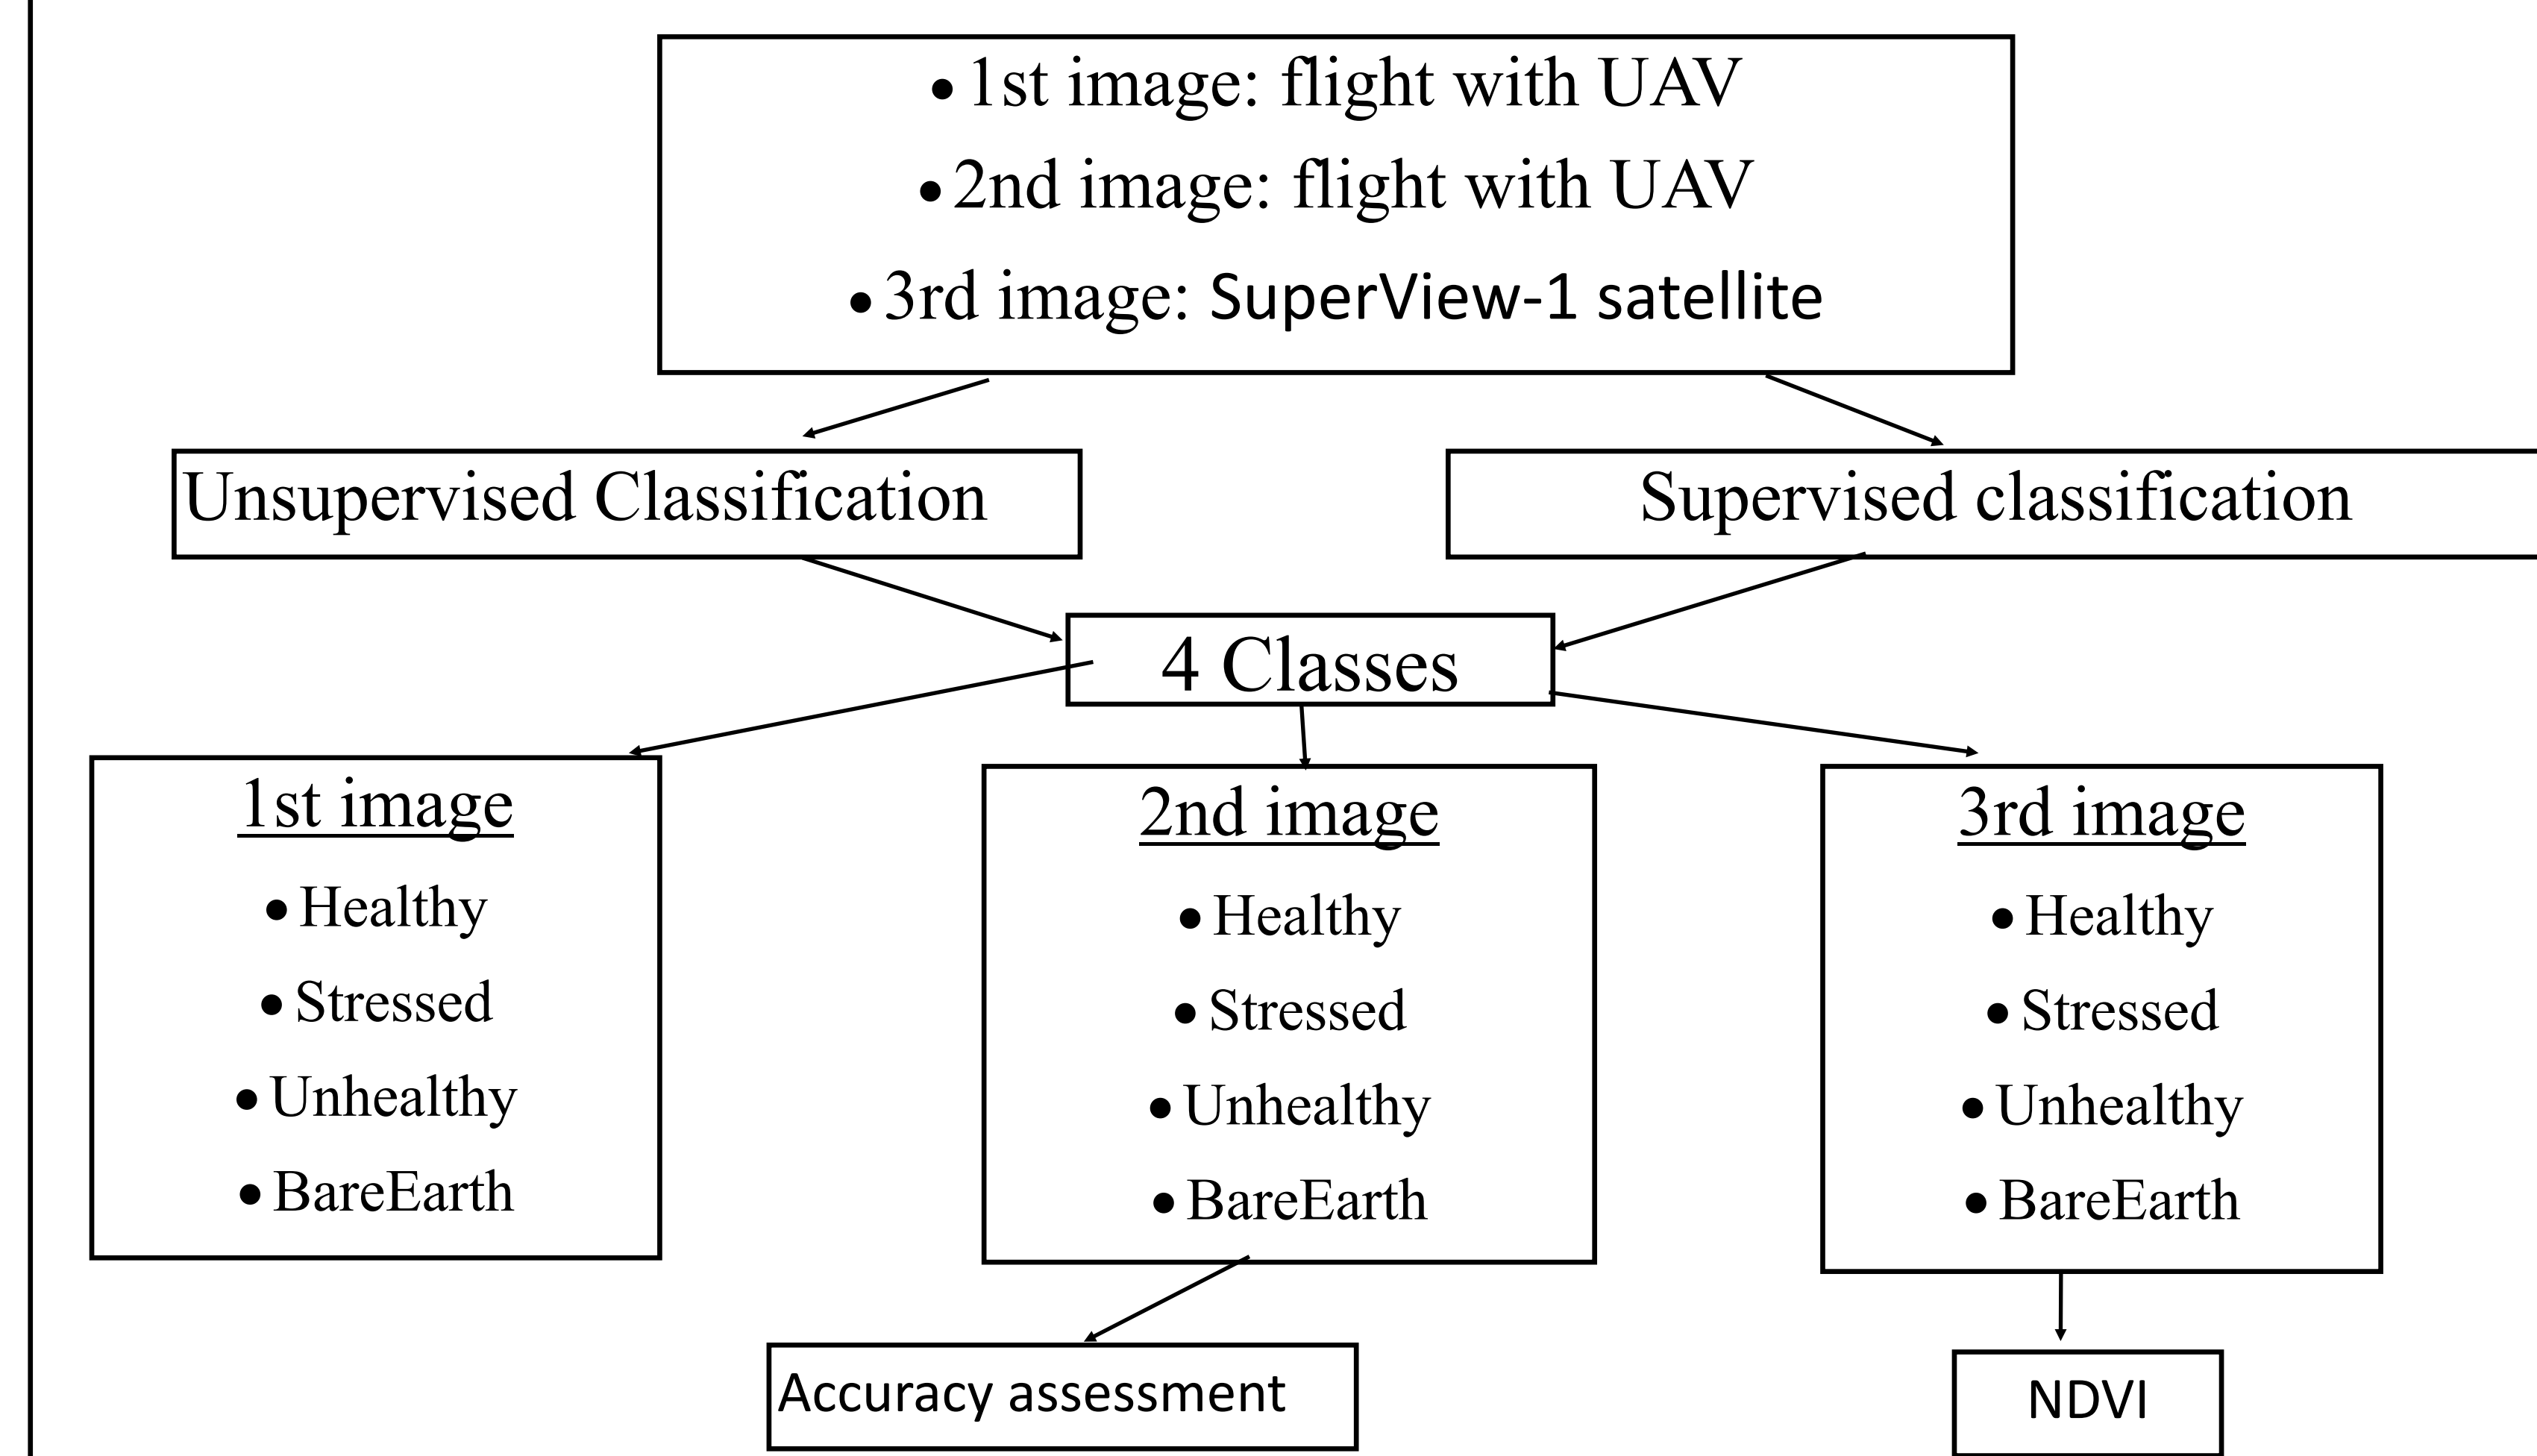 • 1st image: flight with UAV
• 2nd image: flight with UAV
• 3rd image: SuperView-1 satellite
Unsupervised Classification
Supervised classification
4 Classes
1st image
• Healthy
• Stressed
• Unhealthy
• BareEarth
2nd image
• Healthy
• Stressed
• Unhealthy
• BareEarth
3rd image
• Healthy
• Stressed
• Unhealthy
• BareEarth
Accuracy assessment
NDVI